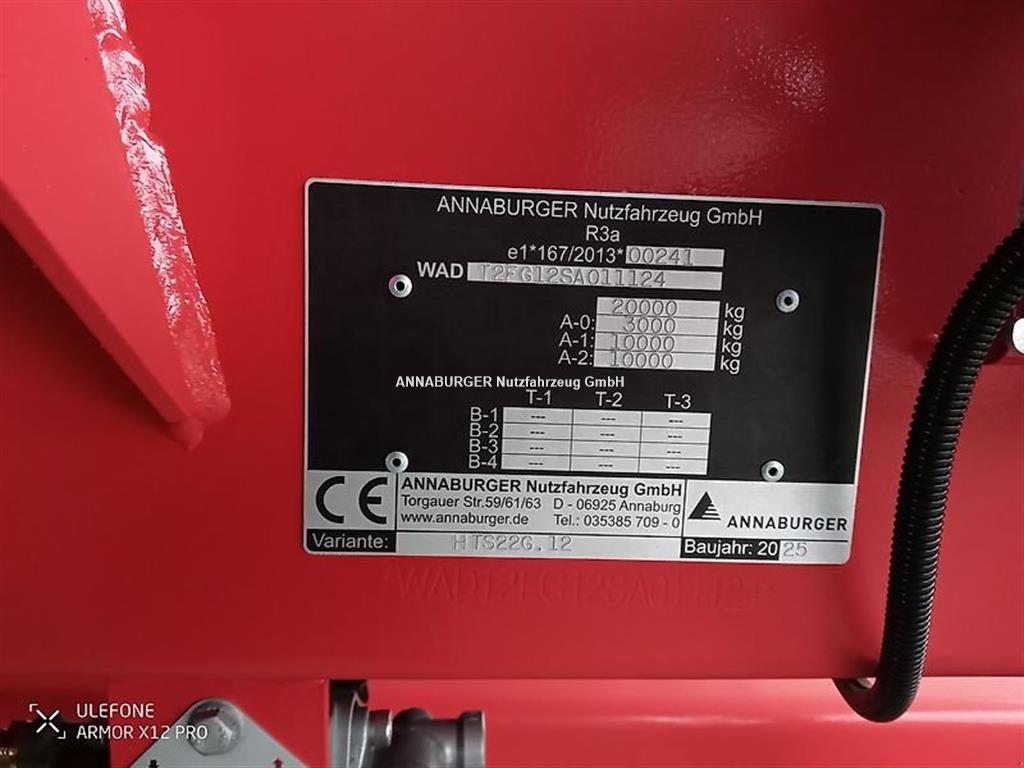 ANNABURGER Nutzfahrzeug GmbH
R3a
e1*167/2013* 00241
WAD T2FG12SA011124
20000 kg
A-0: 3000 kg
A-1: 10000 kg
A-2: 10000 kg
ANNABURGER Nutzfahrzeug GmbH
T-1 T-2 T-3
B-1 --- --- ---
B-2 --- --- ---
B-3 --- --- ---
B-4 --- --- ---
CE
ANNABURGER Nutzfahrzeug GmbH
Torgauer Str.59/61/63 D - 06925 Annaburg
www.annaburger.de Tel.: 035385 709 - 0
ANNABURGER
Variante: HTS22G.12
Baujahr: 2025
ULEFONE
ARMOR X12 PRO